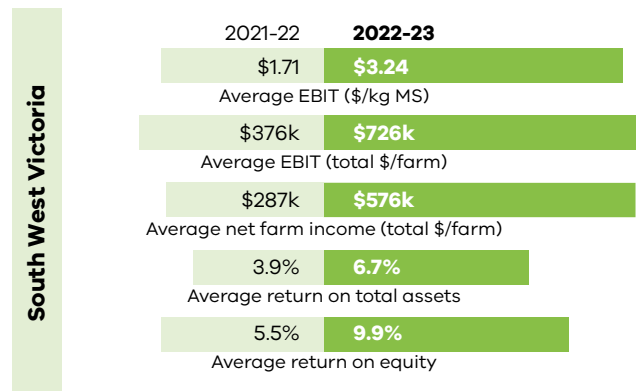 South West Victoria
2021-22 2022-23
$1.71 $3.24
Average EBIT ($/kg MS)
$376k $726k
Average EBIT (total $/farm)
$287k $576k
Average net farm income (total $/farm)
3.9% 6.7%
Average return on total assets
5.5% 9.9%
Average return on equity